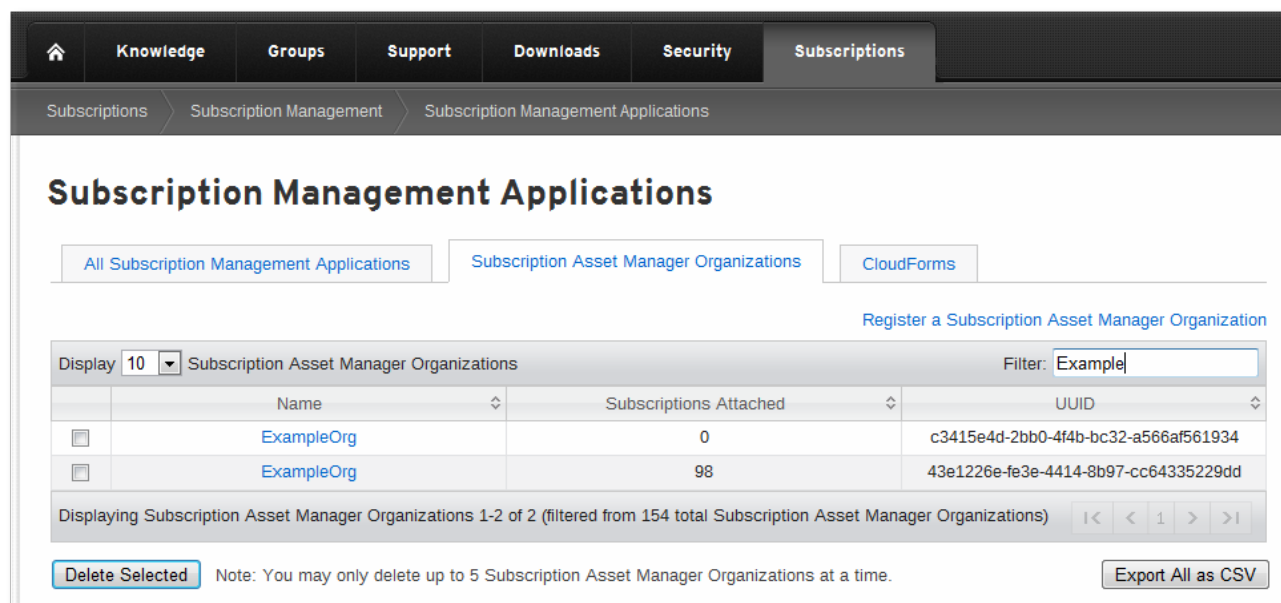 Knowledge Groups Support Downloads Security Subscriptions
Subscriptions Subscription Management Subscription Management Applications
Subscription Management Applications
All Subscription Management Applications Subscription Asset Manager Organizations CloudForms
Register a Subscription Asset Manager Organization
Display 10 Subscription Asset Manager Organizations Filter: Example
Name Subscriptions Attached UUID
ExampleOrg 0 c3415e4d-2bb0-4f4b-bc32-a566af561934
ExampleOrg 98 43e1226e-fe3e-4414-8b97-cc64335229dd
Displaying Subscription Asset Manager Organizations 1-2 of 2 (filtered from 154 total Subscription Asset Manager Organizations) 1
Delete Selected Note: You may only delete up to 5 Subscription Asset Manager Organizations at a time. Export All as CSV